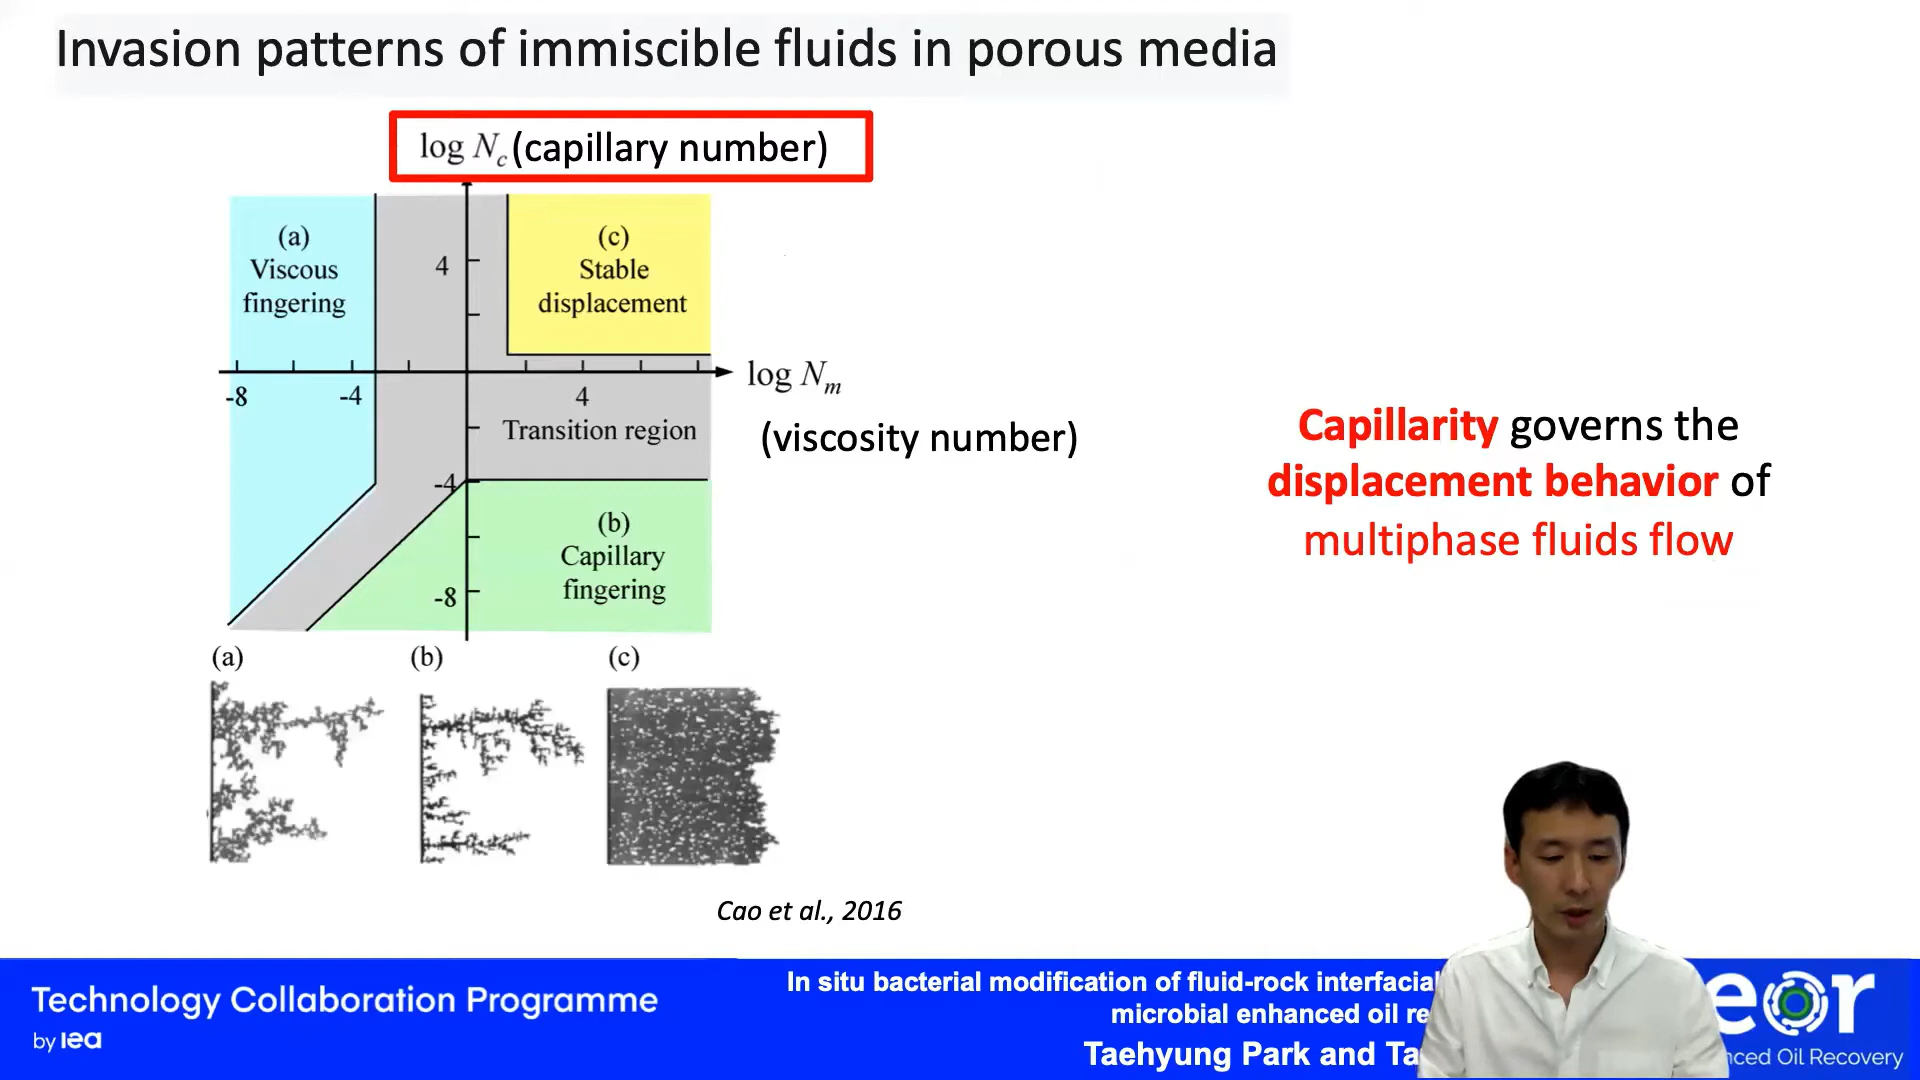 Invasion patterns of immiscible fluids in porous media
log Nc (capillary number)
(a)
Viscous
fingering
4
(c)
Stable
displacement
-8
-4
4
log Nm
(viscosity number)
Transition region
-4
(b)
Capillary
fingering
-8
Capillarity governs the
displacement behavior of
multiphase fluids flow
(a)
(b)
(c)
Cao et al., 2016
Technology Collaboration Programme
by iea
In situ bacterial modification of fluid-rock interfacial
microbial enhanced oil
Taehyung Park and
eor
Oil Recovery